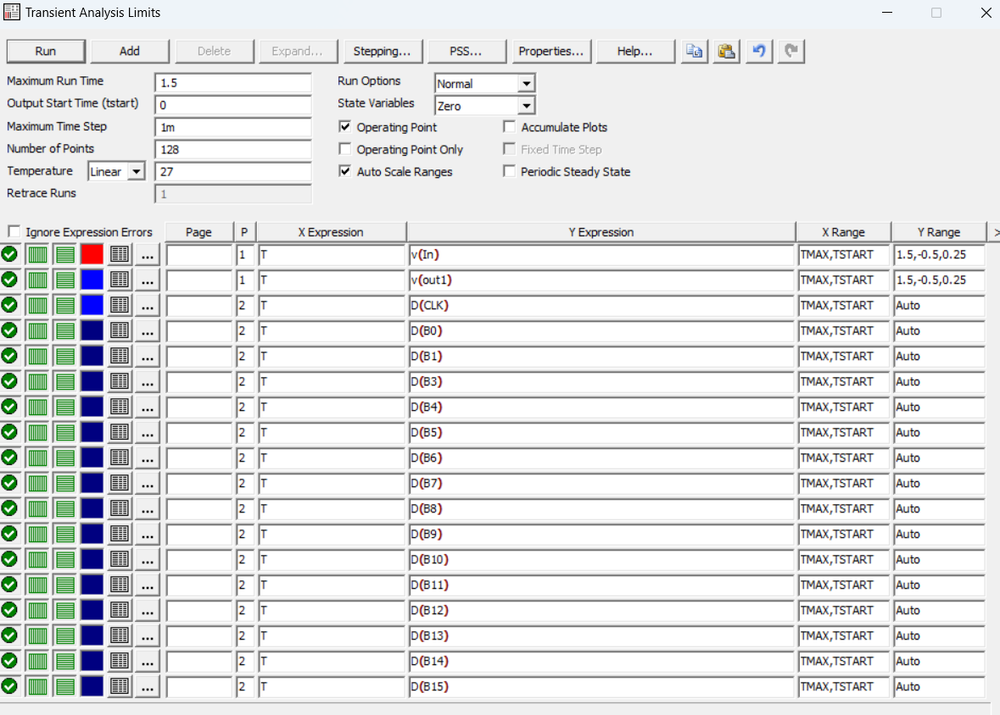 Transient Analysis Limits
Run Add Delete Expand... Stepping... PSS... Properties... Help...
Maximum Run Time 1.5 Run Options Normal
Output Start Time (tstart) 0 State Variables Zero
Maximum Time Step 1m Operating Point Accumulate Plots
Number of Points 128 Operating Point Only Fixed Time Step
Temperature Linear 27 Auto Scale Ranges Periodic Steady State
Retrace Runs 1
Ignore Expression Errors Page P X Expression Y Expression X Range Y Range >
... 1 T v(In) TMAX,TSTART 1.5,-0.5,0.25
... 1 T v(out1) TMAX,TSTART 1.5,-0.5,0.25
... 2 T D(CLK) TMAX,TSTART Auto
... 2 T D(B0) TMAX,TSTART Auto
... 2 T D(B1) TMAX,TSTART Auto
... 2 T D(B3) TMAX,TSTART Auto
... 2 T D(B4) TMAX,TSTART Auto
... 2 T D(B5) TMAX,TSTART Auto
... 2 T D(B6) TMAX,TSTART Auto
... 2 T D(B7) TMAX,TSTART Auto
... 2 T D(B8) TMAX,TSTART Auto
... 2 T D(B9) TMAX,TSTART Auto
... 2 T D(B10) TMAX,TSTART Auto
... 2 T D(B11) TMAX,TSTART Auto
... 2 T D(B12) TMAX,TSTART Auto
... 2 T D(B13) TMAX,TSTART Auto
... 2 T D(B14) TMAX,TSTART Auto
... 2 T D(B15) TMAX,TSTART Auto